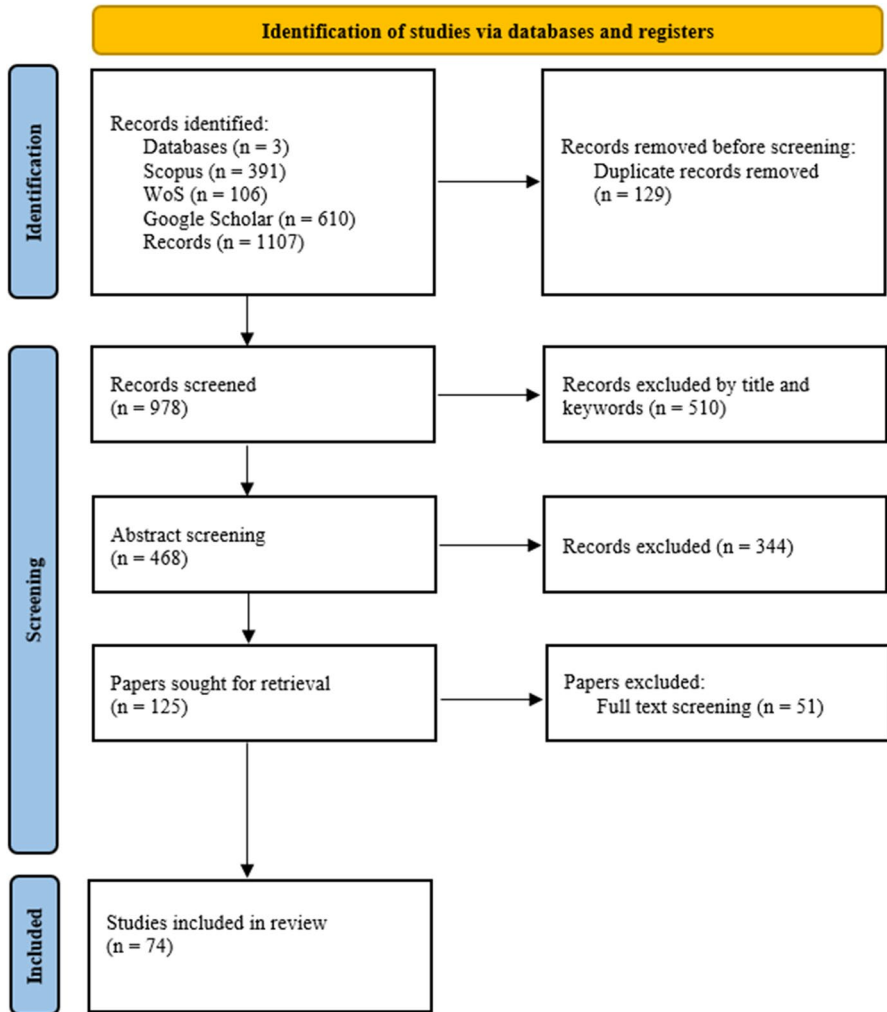 Identification of studies via databases and registers
Identification
Records identified:
Databases (n = 3)
Scopus (n = 391)
WoS (n = 106)
Google Scholar (n = 610)
Records (n = 1107)
Records removed before screening:
Duplicate records removed
(n = 129)
Screening
Records screened
(n = 978)
Records excluded by title and
keywords (n = 510)
Abstract screening
(n = 468)
Records excluded (n = 344)
Papers sought for retrieval
(n = 125)
Papers excluded:
Full text screening (n = 51)
Included
Studies included in review
(n = 74)